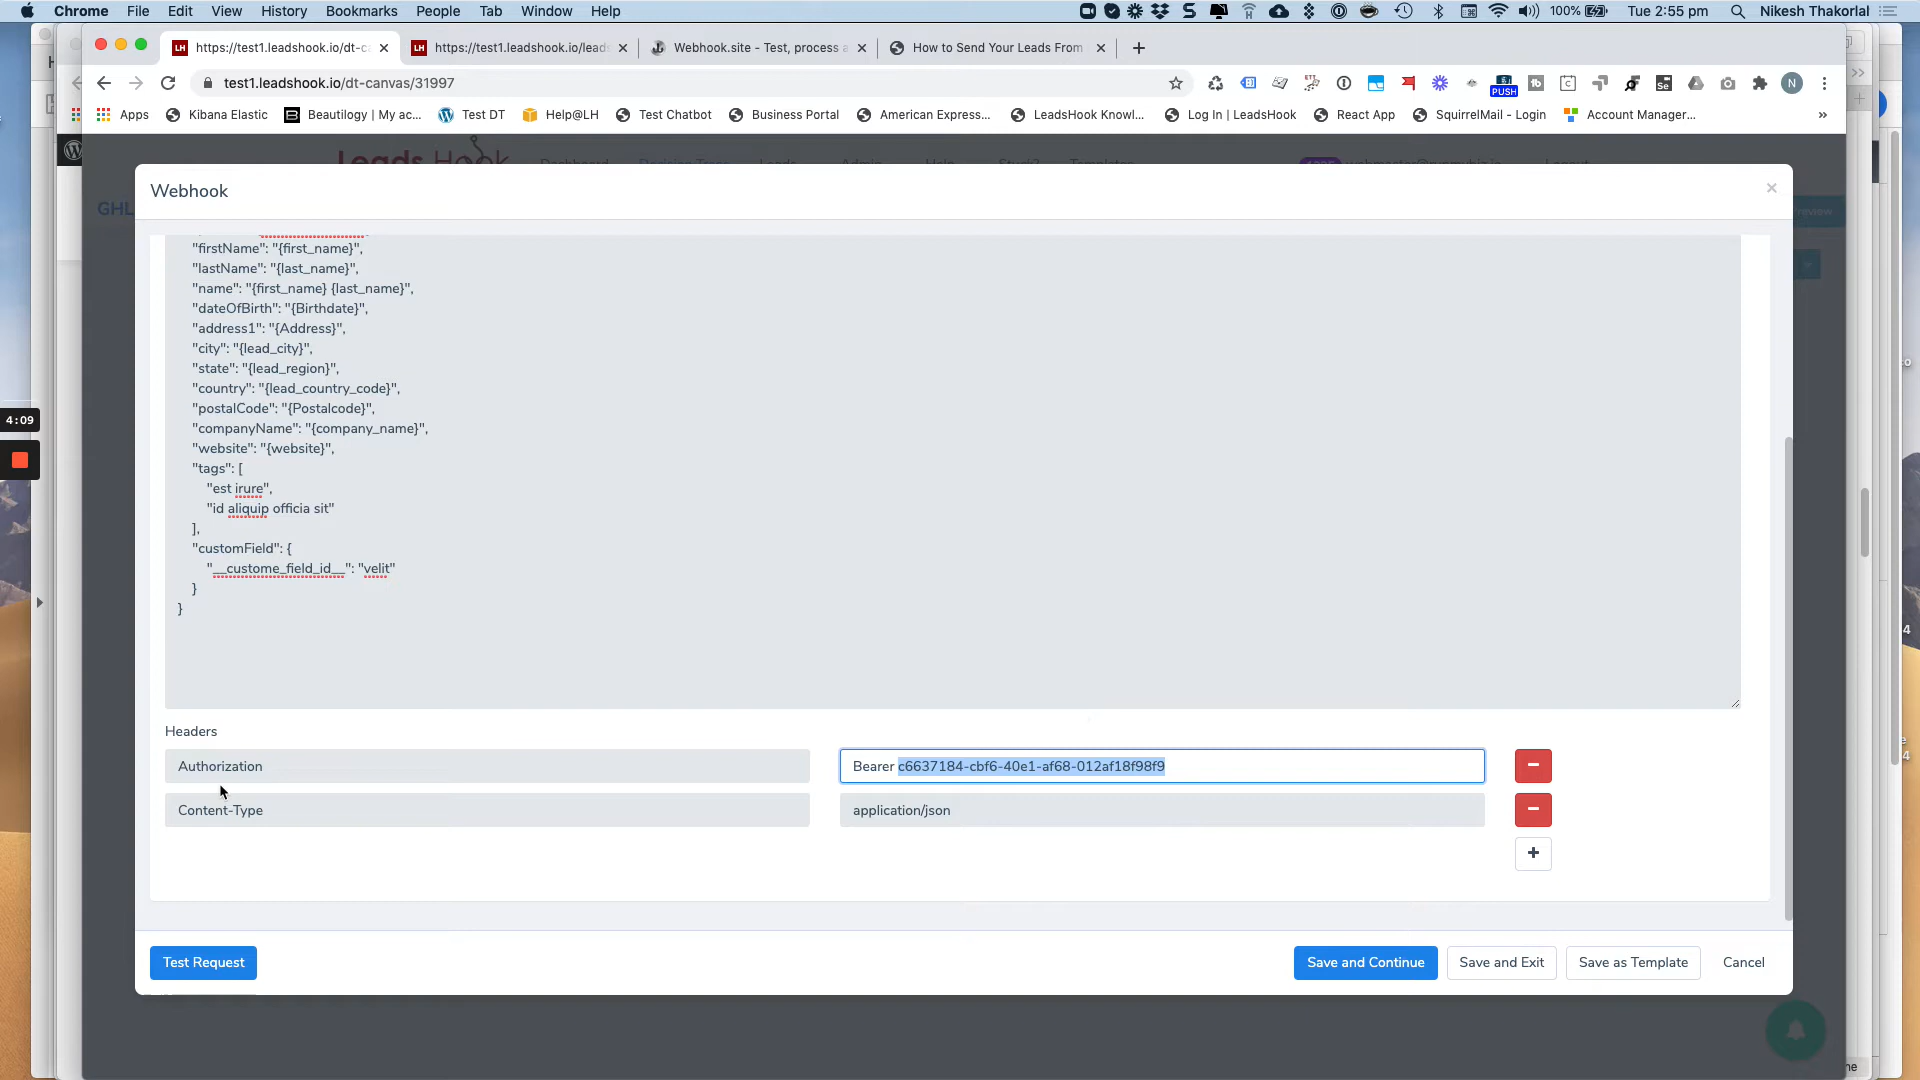 Chrome File Edit View History Bookmarks People Tab Window Help 100% Tue 2:55 pm Nikesh Thakorlal
https://test1.leadshook.io/dt-c https://test1.leadshook.io/lead Webhook.site - Test, process a How to Send Your Leads From
test1.leadshook.io/dt-canvas/31997 PUSH N
Apps Kibana Elastic Beautilogy | My ac... Test DT Help@LH Test Chatbot Business Portal American Express... LeadsHook Knowl... Log In | LeadsHook React App SquirrelMail - Login Account Manager...
GHL
Webhook
"firstName": "{first_name}",
"lastName": "{last_name}",
"name": "{first_name} {last_name}",
"dateOfBirth": "{Birthdate}",
"address1": "{Address}",
"city": "{lead_city}",
"state": "{lead_region}",
"country": "{lead_country_code}",
"postalCode": "{Postalcode}",
"companyName": "{company_name}",
"website": "{website}",
"tags": [
"est irure",
"id aliquip officia sit"
],
"customField": {
"__custome_field_id__": "velit"
}
}
4:09
Headers
Authorization Bearer c6637184-cbf6-40e1-af68-012af18f98f9
Content-Type application/json
Test Request Save and Continue Save and Exit Save as Template Cancel